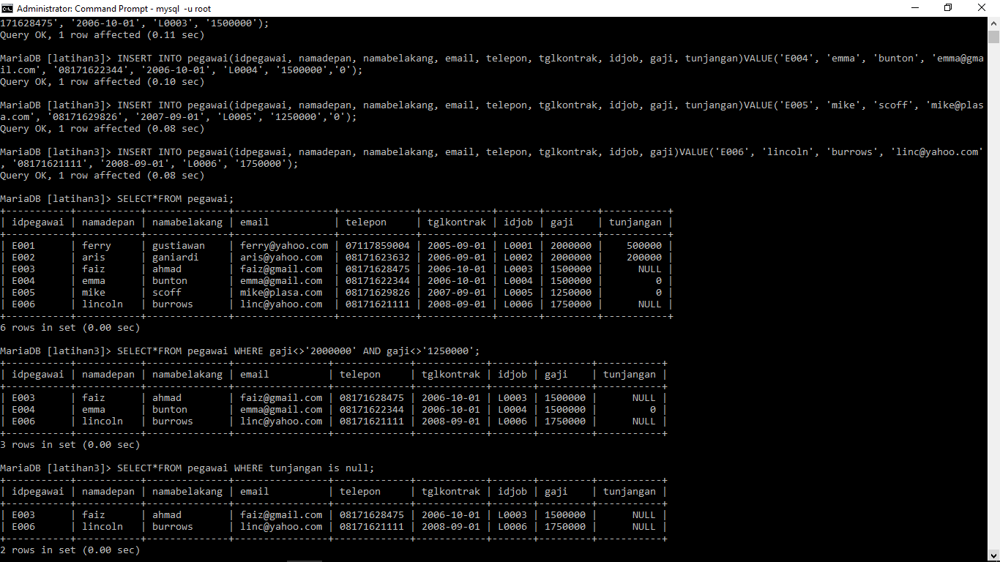 Administrator: Command Prompt - mysql  -u root
171628475', '2006-10-01', 'L0003', '1500000');
Query OK, 1 row affected (0.11 sec)
MariaDB [latihan3]> INSERT INTO pegawai(idpegawai, namadepan, namabelakang, email, telepon, tglkontrak, idjob, gaji, tunjangan)VALUE('E004', 'emma', 'bunton', 'emma@gma
il.com', '08171622344', '2006-10-01', 'L0004', '1500000','0');
Query OK, 1 row affected (0.10 sec)
MariaDB [latihan3]> INSERT INTO pegawai(idpegawai, namadepan, namabelakang, email, telepon, tglkontrak, idjob, gaji, tunjangan)VALUE('E005', 'mike', 'scoff', 'mike@plas
a.com', '08171629826', '2007-09-01', 'L0005', '1250000','0');
Query OK, 1 row affected (0.08 sec)
MariaDB [latihan3]> INSERT INTO pegawai(idpegawai, namadepan, namabelakang, email, telepon, tglkontrak, idjob, gaji)VALUE('E006', 'lincoln', 'burrows', 'linc@yahoo.com'
, '08171621111', '2008-09-01', 'L0006', '1750000');
Query OK, 1 row affected (0.08 sec)
MariaDB [latihan3]> SELECT*FROM pegawai;
+-----------+-----------+--------------+-----------------+-------------+------------+-------+---------+-----------+
| idpegawai | namadepan | namabelakang | email           | telepon     | tglkontrak | idjob | gaji    | tunjangan |
+-----------+-----------+--------------+-----------------+-------------+------------+-------+---------+-----------+
| E001      | ferry     | gustiawan    | ferry@yahoo.com | 07117859004 | 2005-09-01 | L0001 | 2000000 |    500000 |
| E002      | aris      | ganiardi     | aris@yahoo.com  | 08171623632 | 2006-09-01 | L0002 | 2000000 |    200000 |
| E003      | faiz      | ahmad        | faiz@gmail.com  | 08171628475 | 2006-10-01 | L0003 | 1500000 |      NULL |
| E004      | emma      | bunton       | emma@gmail.com  | 08171622344 | 2006-10-01 | L0004 | 1500000 |         0 |
| E005      | mike      | scoff        | mike@plasa.com  | 08171629826 | 2007-09-01 | L0005 | 1250000 |         0 |
| E006      | lincoln   | burrows      | linc@yahoo.com  | 08171621111 | 2008-09-01 | L0006 | 1750000 |      NULL |
+-----------+-----------+--------------+-----------------+-------------+------------+-------+---------+-----------+
6 rows in set (0.00 sec)
MariaDB [latihan3]> SELECT*FROM pegawai WHERE gaji<>'2000000' AND gaji<>'1250000';
+-----------+-----------+--------------+----------------+-------------+------------+-------+---------+-----------+
| idpegawai | namadepan | namabelakang | email          | telepon     | tglkontrak | idjob | gaji    | tunjangan |
+-----------+-----------+--------------+----------------+-------------+------------+-------+---------+-----------+
| E003      | faiz      | ahmad        | faiz@gmail.com | 08171628475 | 2006-10-01 | L0003 | 1500000 |      NULL |
| E004      | emma      | bunton       | emma@gmail.com | 08171622344 | 2006-10-01 | L0004 | 1500000 |         0 |
| E006      | lincoln   | burrows      | linc@yahoo.com | 08171621111 | 2008-09-01 | L0006 | 1750000 |      NULL |
+-----------+-----------+--------------+----------------+-------------+------------+-------+---------+-----------+
3 rows in set (0.00 sec)
MariaDB [latihan3]> SELECT*FROM pegawai WHERE tunjangan is null;
+-----------+-----------+--------------+----------------+-------------+------------+-------+---------+-----------+
| idpegawai | namadepan | namabelakang | email          | telepon     | tglkontrak | idjob | gaji    | tunjangan |
+-----------+-----------+--------------+----------------+-------------+------------+-------+---------+-----------+
| E003      | faiz      | ahmad        | faiz@gmail.com | 08171628475 | 2006-10-01 | L0003 | 1500000 |      NULL |
| E006      | lincoln   | burrows      | linc@yahoo.com | 08171621111 | 2008-09-01 | L0006 | 1750000 |      NULL |
+-----------+-----------+--------------+----------------+-------------+------------+-------+---------+-----------+
2 rows in set (0.00 sec)